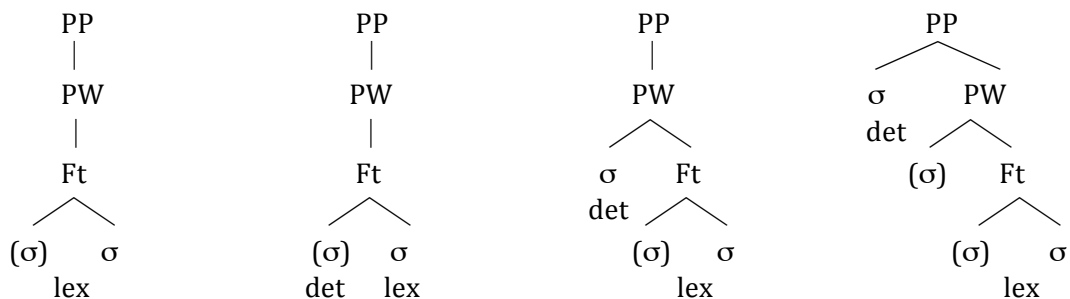 PP PP PP PP
PW PW PW σ PW
det
Ft Ft σ Ft (σ) Ft
det
(σ) σ (σ) σ (σ) σ (σ) σ
lex det lex lex lex